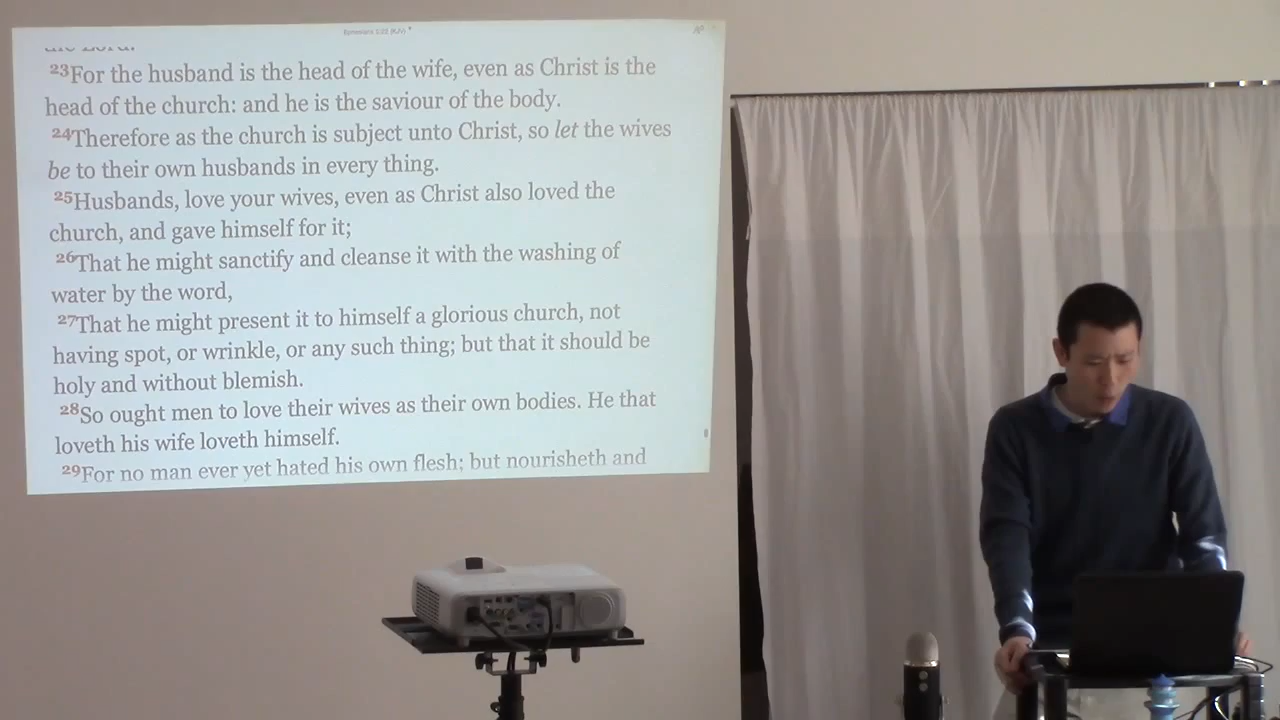 Ephesians 5:22 (KJV)
the Lord.
23For the husband is the head of the wife, even as Christ is the
head of the church: and he is the saviour of the body.
24Therefore as the church is subject unto Christ, so let the wives
be to their own husbands in every thing.
25Husbands, love your wives, even as Christ also loved the
church, and gave himself for it;
26That he might sanctify and cleanse it with the washing of
water by the word,
27That he might present it to himself a glorious church, not
having spot, or wrinkle, or any such thing; but that it should be
holy and without blemish.
28So ought men to love their wives as their own bodies. He that
loveth his wife loveth himself.
29For no man ever yet hated his own flesh; but nourisheth and